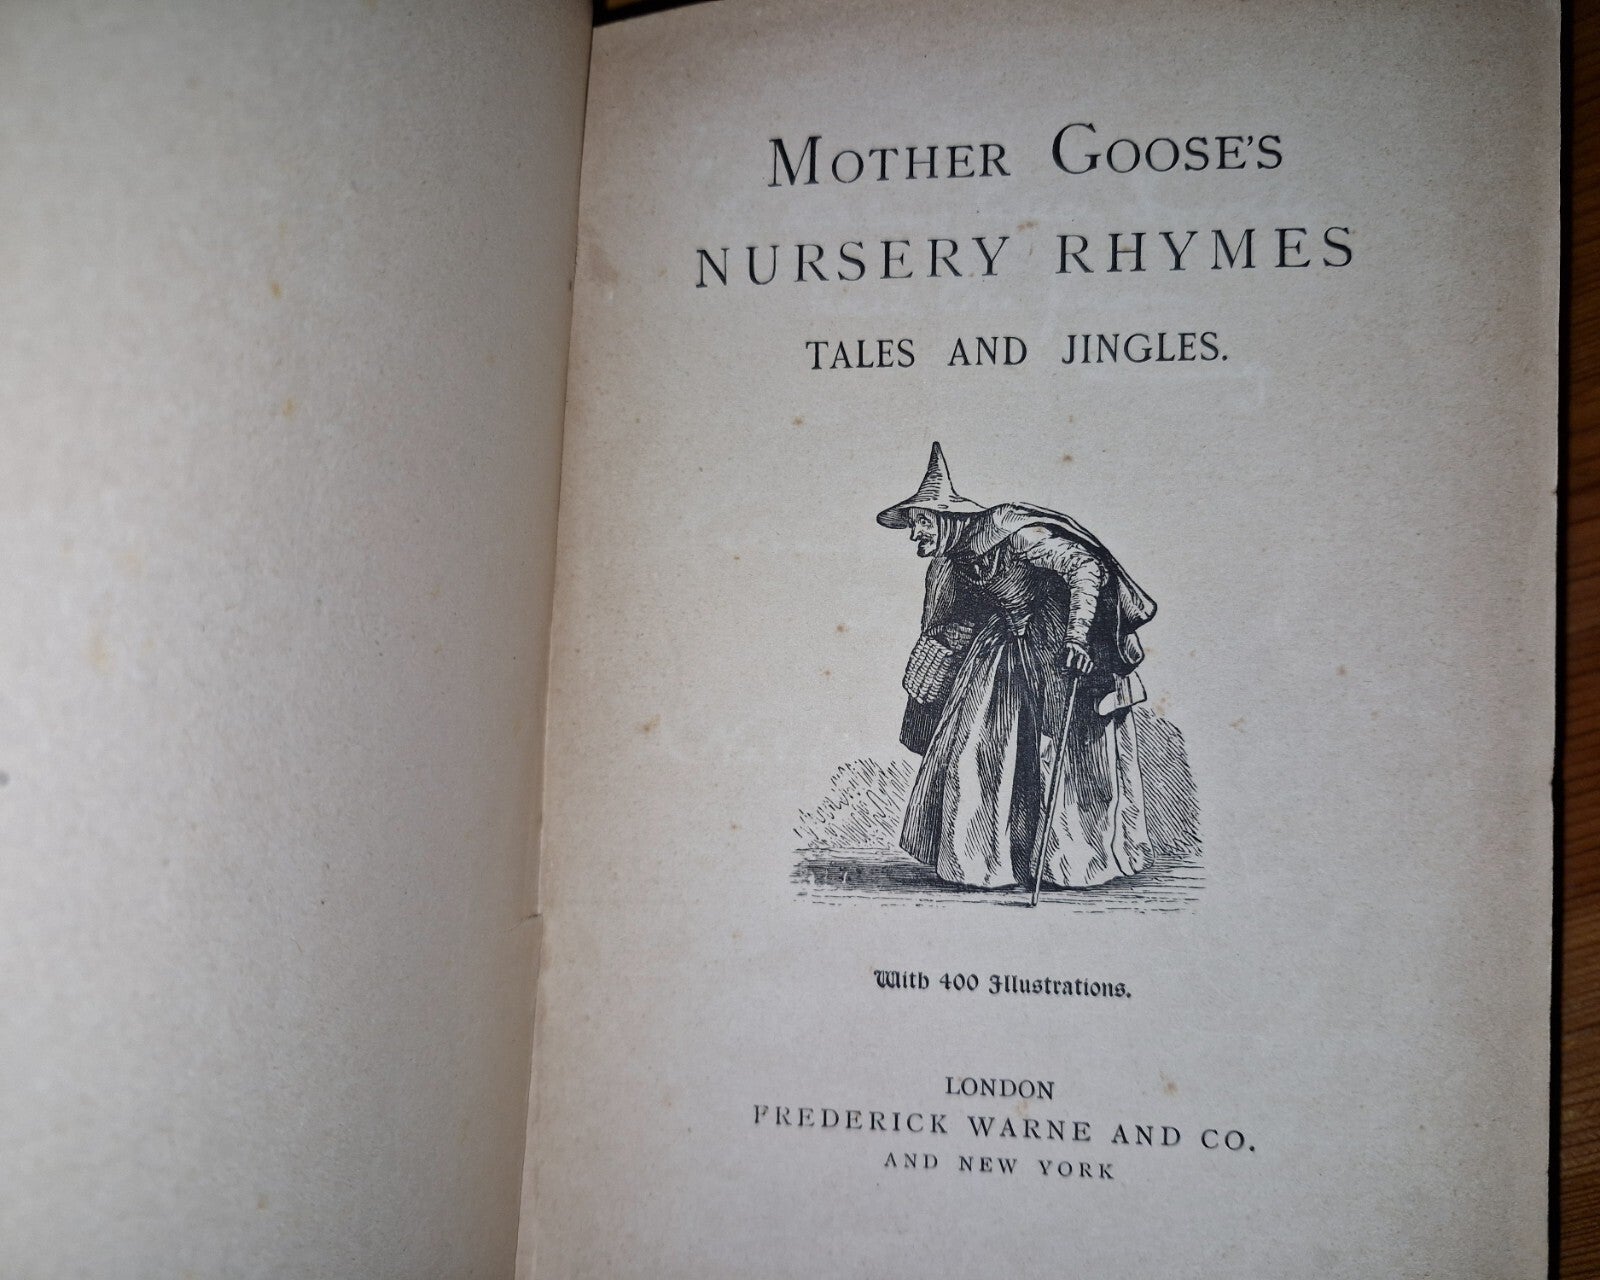 MOTHER GOOSE'S
NURSERY RHYMES
TALES AND JINGLES.
With 400 Illustrations.
LONDON
FREDERICK WARNE AND CO.
AND NEW YORK